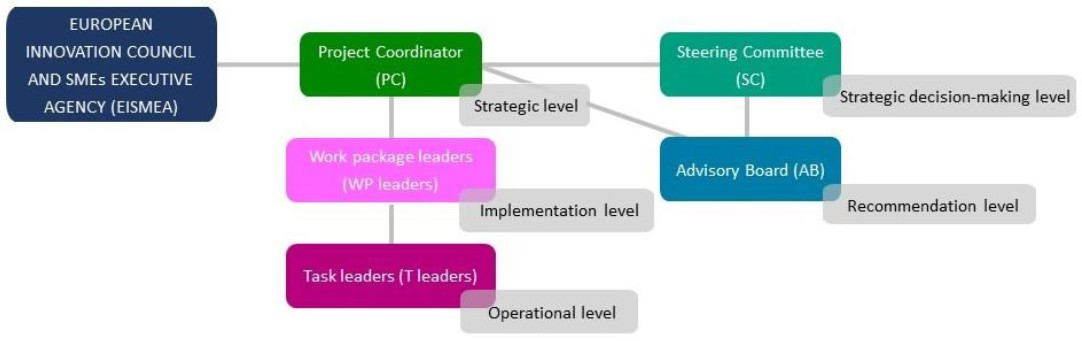 EUROPEAN
INNOVATION COUNCIL
AND SMEs EXECUTIVE
AGENCY (EISMEA)
Project Coordinator
(PC)
Strategic level
Steering Committee
(SC)
Strategic decision-making level
Work package leaders
(WP leaders)
Implementation level
Advisory Board (AB)
Recommendation level
Task leaders (T leaders)
Operational level